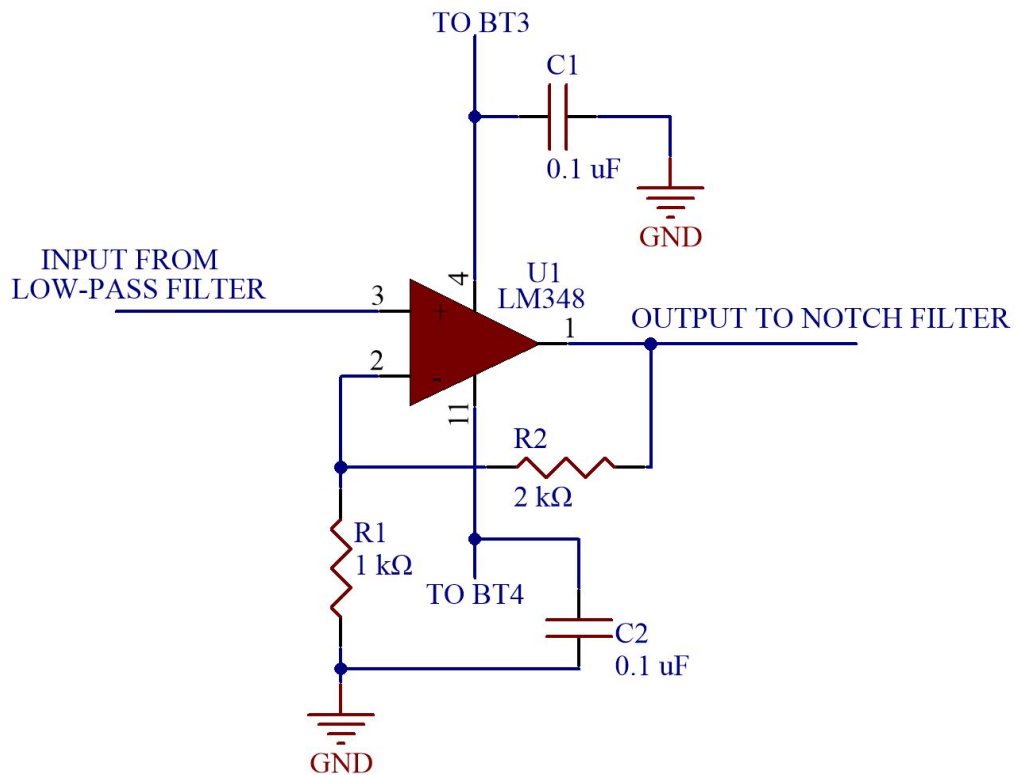 TO BT3
C1
0.1 uF
GND
INPUT FROM
LOW-PASS FILTER
4
U1
LM348
3
+
1
OUTPUT TO NOTCH FILTER
2
-
11
R2
2 kΩ
R1
1 kΩ
TO BT4
C2
0.1 uF
GND